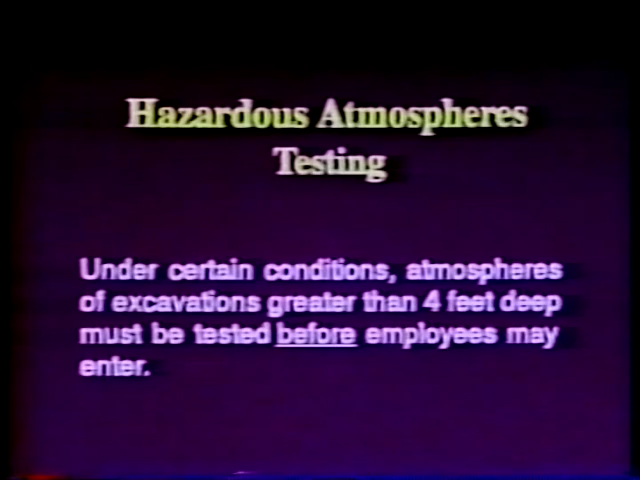 Hazardous Atmospheres
Testing
Under certain conditions, atmospheres
of excavations greater than 4 feet deep
must be tested before employees may
enter.